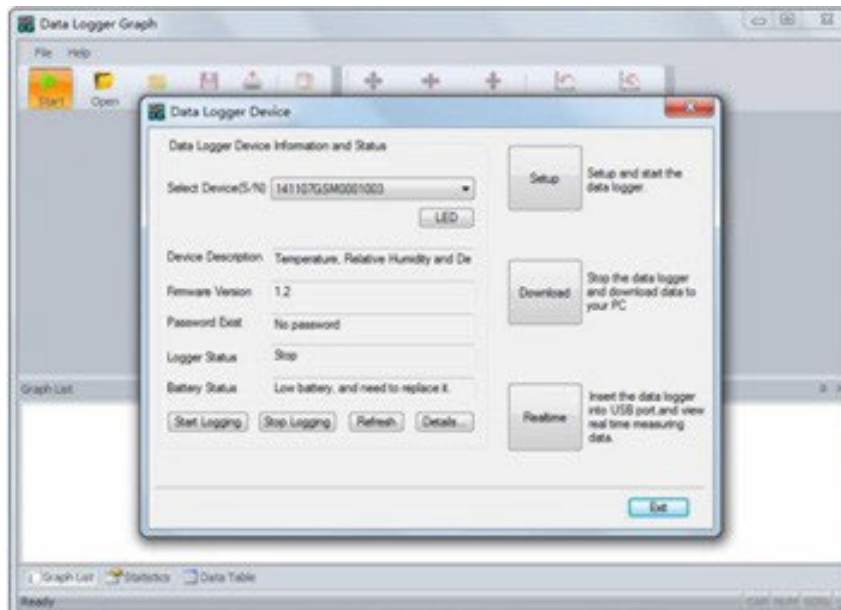 Data Logger Graph
File Help
Start Open
Data Logger Device
Data Logger Device Information and Status
Select Device(S/N) 141107GSM0001003
LED
Device Description Temperature, Relative Humidity and De
Firmware Version 1.2
Password Exist No password
Logger Status Stop
Battery Status Low battery, and need to replace it.
Start Logging Stop Logging Refresh Details...
Setup
Setup and start the
data logger.
Download
Stop the data logger
and download data to
your PC
Realtime
Insert the data logger
into USB port,and view
real time measuring
data.
Exit
Graph List
Graph List Statistics Data Table
Ready
CAP NUM SCRL